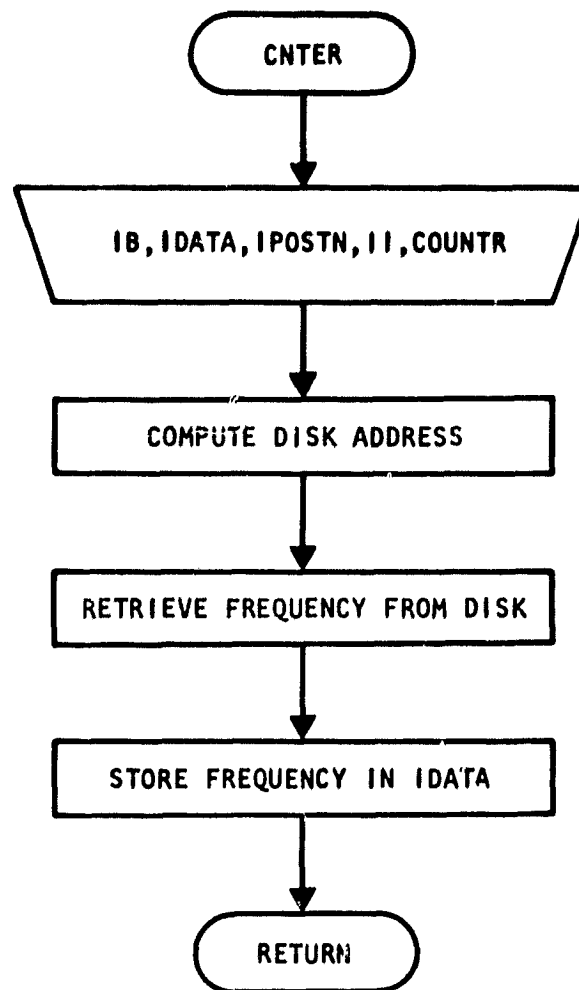 CNTER
IB,IDATA,IPOSTN,II,COUNTR
COMPUTE DISK ADDRESS
RETRIEVE FREQUENCY FROM DISK
STORE FREQUENCY IN IDATA
RETURN